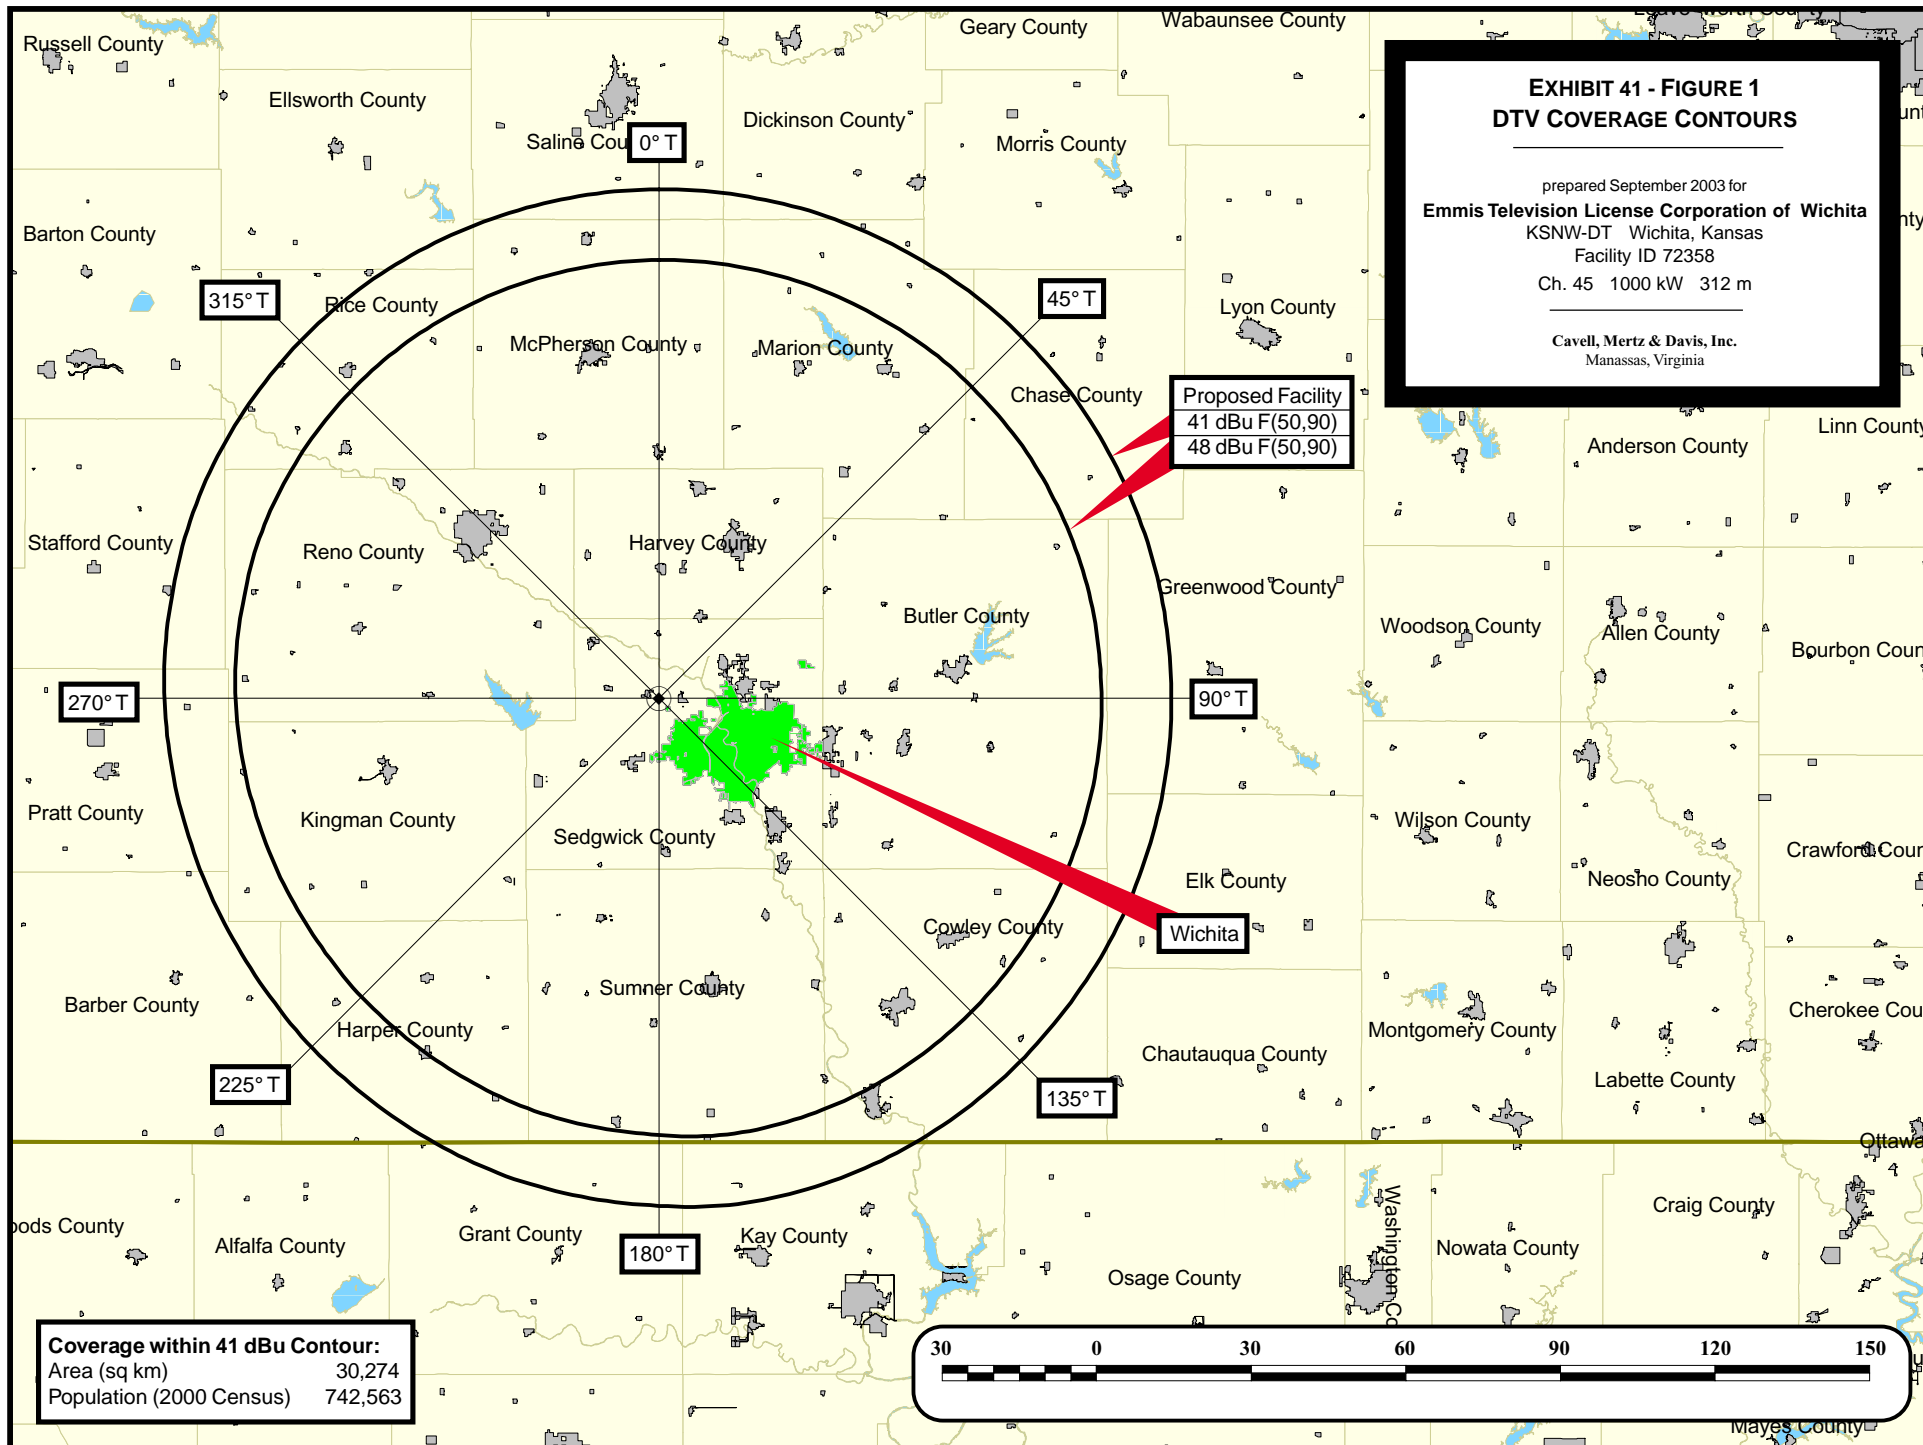 EXHIBIT 41 - FIGURE 1
DTV COVERAGE CONTOURS
prepared September 2003 for
Emmis Television License Corporation of Wichita
KSNW-DT Wichita, Kansas
Facility ID 72358
Ch. 45 1000 kW 312 m
Cavell, Mertz & Davis, Inc.
Manassas, Virginia
Geary County
Wabaunsee County
Russell County
Ellsworth County
Dickinson County
Saline Cou
0° T
Morris County
Barton County
315° T
Rice County
45° T
Lyon County
McPherson County
Marion County
Chase County
Proposed Facility
41 dBu F(50,90)
48 dBu F(50,90)
Linn County
Anderson County
Stafford County
Reno County
Harvey County
Greenwood County
Butler County
Woodson County
Allen County
Bourbon Coun
270° T
90° T
Pratt County
Kingman County
Sedgwick County
Wilson County
Crawford Cour
Elk County
Neosho County
Cowley County
Wichita
Barber County
Sumner County
Harper County
Cherokee Cou
Montgomery County
Chautauqua County
225° T
135° T
Labette County
Ottawa
oods County
Alfalfa County
Grant County
180° T
Kay County
Osage County
Washington Co
Nowata County
Craig County
Coverage within 41 dBu Contour:
Area (sq km) 30,274
Population (2000 Census) 742,563
30 0 30 60 90 120 150
Mayes County